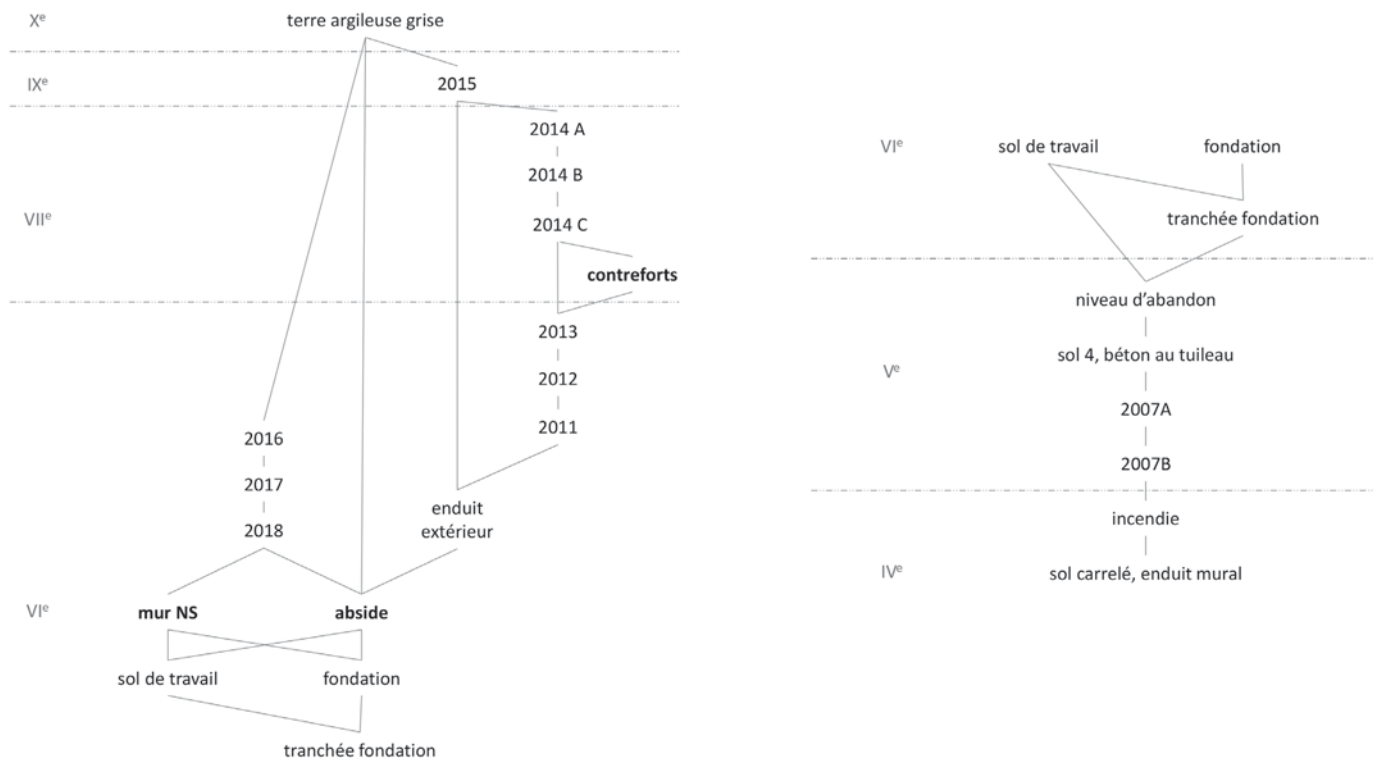 Xᵉ
terre argileuse grise
IXᵉ
2015
2014 A
2014 B
VIIᵉ
2014 C
contreforts
2013
2012
2011
2016
2017
2018
enduit
extérieur
VIᵉ
mur NS
abside
sol de travail
fondation
tranchée fondation
VIᵉ
sol de travail
fondation
tranchée fondation
niveau d’abandon
sol 4, béton au tuileau
Vᵉ
2007A
2007B
incendie
IVᵉ
sol carrelé, enduit mural